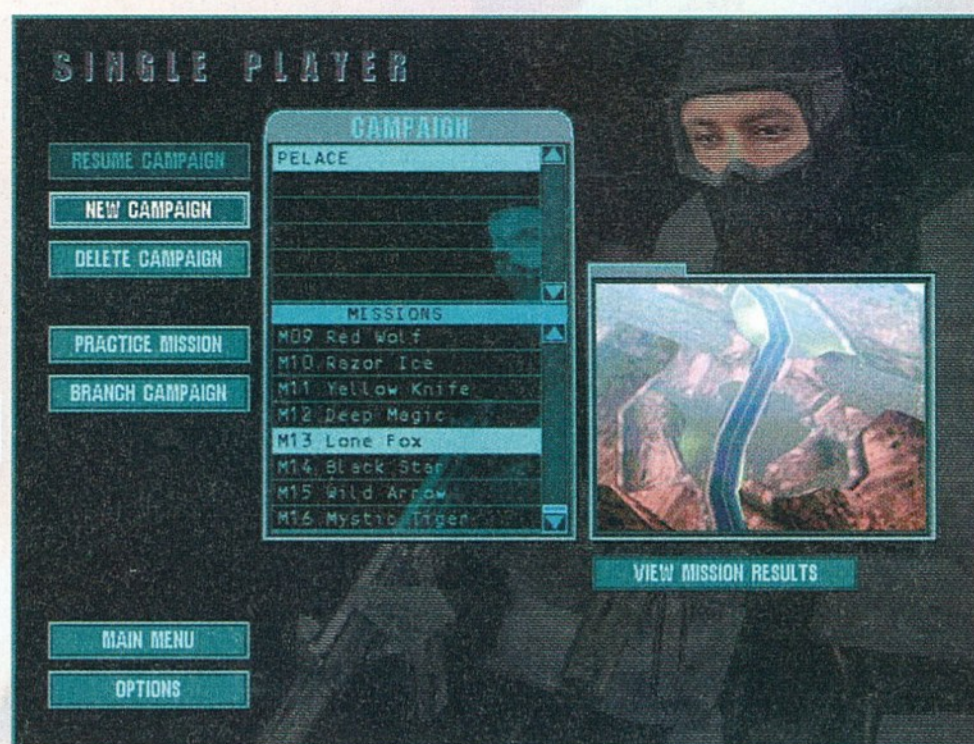 SINGLE PLAYER
RESUME CAMPAIGN
NEW CAMPAIGN
DELETE CAMPAIGN
PRACTICE MISSION
BRANCH CAMPAIGN
MAIN MENU
OPTIONS
CAMPAIGN
PELACE
MISSIONS
M09 Red Wolf
M10 Razor Ice
M11 Yellow Knife
M12 Deep Magic
M13 Lone Fox
M14 Black Star
M15 Wild Arrow
M16 Mystic Tiger
VIEW MISSION RESULTS